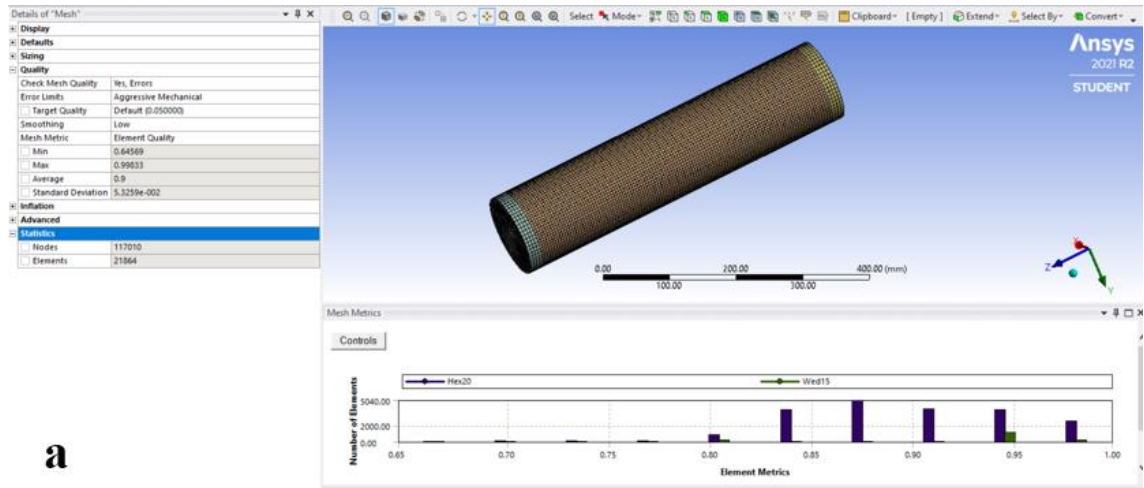 Details of "Mesh"
Display
Defaults
Sizing
Quality
Check Mesh Quality Yes, Errors
Error Limits Aggressive Mechanical
Target Quality Default (0.050000)
Smoothing Low
Mesh Metric Element Quality
Min 0.64569
Max 0.99833
Average 0.9
Standard Deviation 5.3259e-002
Inflation
Advanced
Statistics
Nodes 117010
Elements 21864
Select Mode Clipboard [Empty] Extend Select By Convert
Ansys
2021 R2
STUDENT
0.00 200.00 400.00 (mm)
100.00 300.00
Z Y
Mesh Metrics
Controls
Hex20 Wed15
Number of Elements
5040.00
2000.00
0.00
0.65 0.70 0.75 0.80 0.85 0.90 0.95 1.00
Element Metrics
a